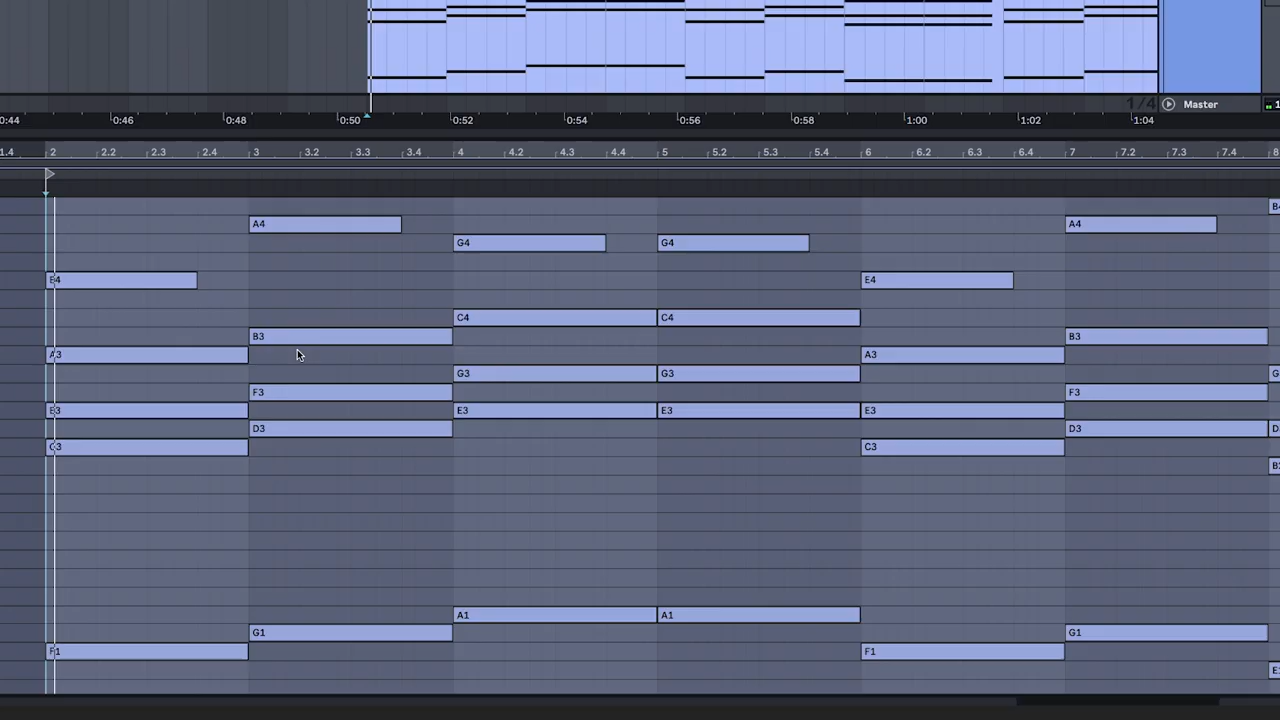 1/4 Master
0:44 0:46 0:48 0:50 0:52 0:54 0:56 0:58 1:00 1:02 1:04
1.4 2 2.2 2.3 2.4 3 3.2 3.3 3.4 4 4.2 4.3 4.4 5 5.2 5.3 5.4 6 6.2 6.3 6.4 7 7.2 7.3 7.4 8
A4 A4
G4 G4
E4 E4
C4 C4
B3 B3
A3 A3
G3 G3
F3 F3
E3 E3 E3 E3
D3 D3
C3 C3
A1 A1
G1 G1
F1 F1